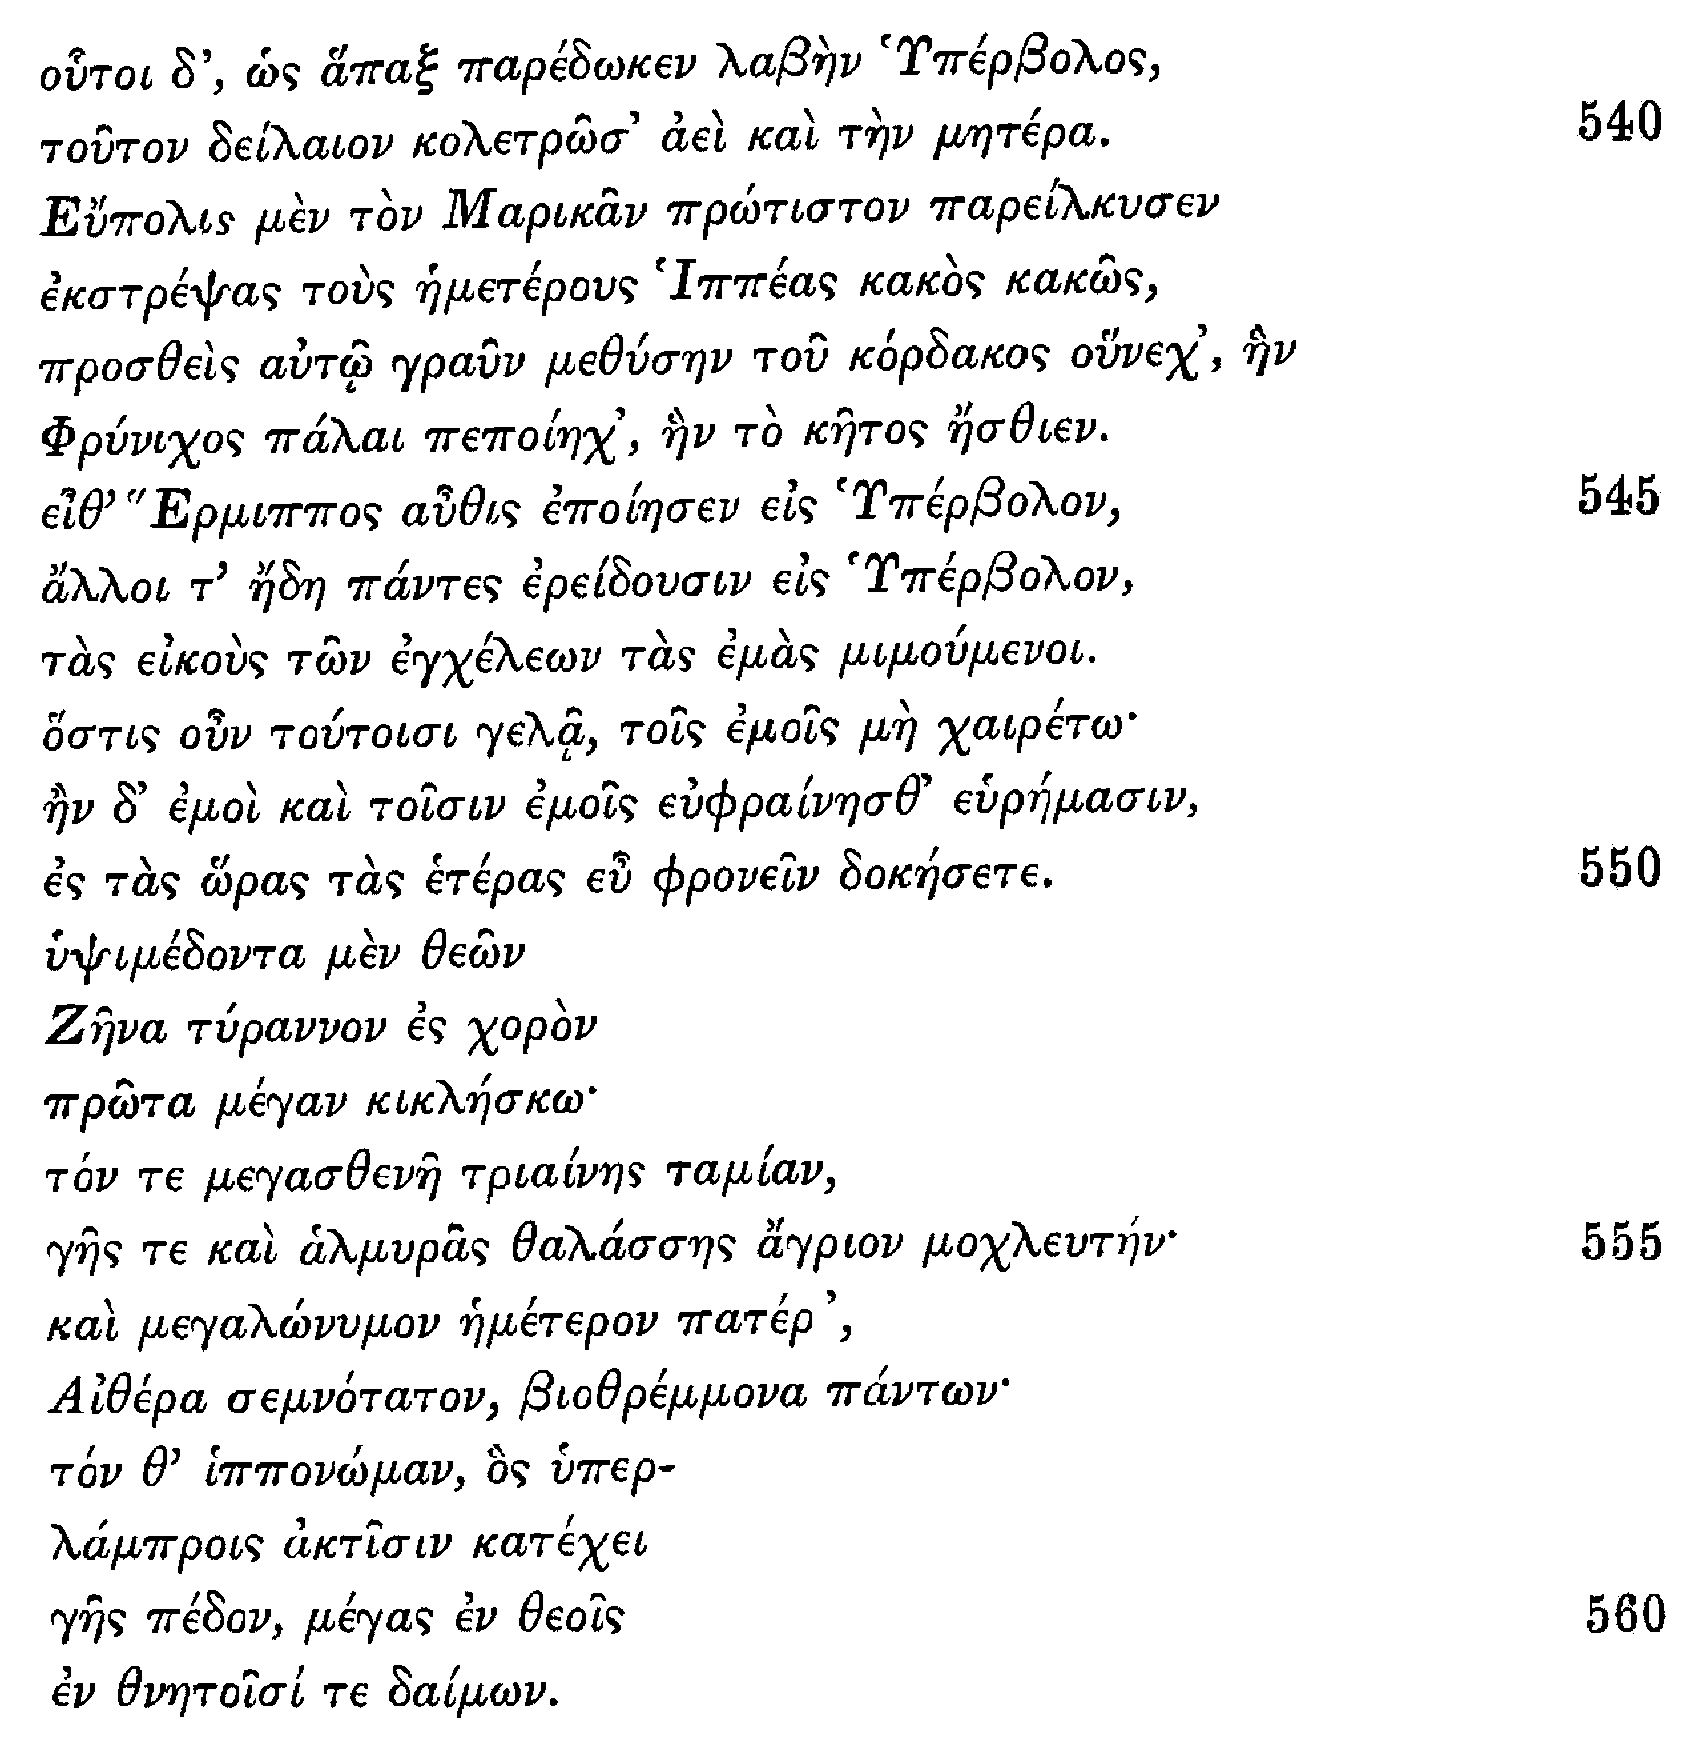 οὗτοι δ’, ὡς ἅπαξ παρέδωκεν λαβὴν Ὑπέρβολος,
τοῦτον δείλαιον κολετρῶσ’ ἀεὶ καὶ τὴν μητέρα. 540
Εὔπολις μὲν τὸν Μαρικᾶν πρώτιστον παρείλκυσεν
ἐκστρέψας τοὺς ἡμετέρους Ἱππέας κακὸς κακῶς,
προσθεὶς αὐτῷ γραῦν μεθύσην τοῦ κόρδακος οὕνεχ’, ἣν
Φρύνιχος πάλαι πεποίηχ’, ἣν τὸ κῆτος ἤσθιεν.
εἶθ’ Ἕρμιππος αὖθις ἐποίησεν εἰς Ὑπέρβολον, 545
ἄλλοι τ’ ἤδη πάντες ἐρείδουσιν εἰς Ὑπέρβολον,
τὰς εἰκοὺς τῶν ἐγχέλεων τὰς ἐμὰς μιμούμενοι.
ὅστις οὖν τούτοισι γελᾷ, τοῖς ἐμοῖς μὴ χαιρέτω·
ἢν δ’ ἐμοὶ καὶ τοῖσιν ἐμοῖς εὐφραίνησθ’ εὑρήμασιν,
ἐς τὰς ὥρας τὰς ἑτέρας εὖ φρονεῖν δοκήσετε. 550
ὑψιμέδοντα μὲν θεῶν
Ζῆνα τύραννον ἐς χορὸν
πρῶτα μέγαν κικλήσκω·
τόν τε μεγασθενῆ τριαίνης ταμίαν,
γῆς τε καὶ ἁλμυρᾶς θαλάσσης ἄγριον μοχλευτήν· 555
καὶ μεγαλώνυμον ἡμέτερον πατέρ’,
Αἰθέρα σεμνότατον, βιοθρέμμονα πάντων·
τόν θ’ ἱππονώμαν, ὃς ὑπερ-
λάμπροις ἀκτῖσιν κατέχει
γῆς πέδον, μέγας ἐν θεοῖς 560
ἐν θνητοῖσί τε δαίμων.